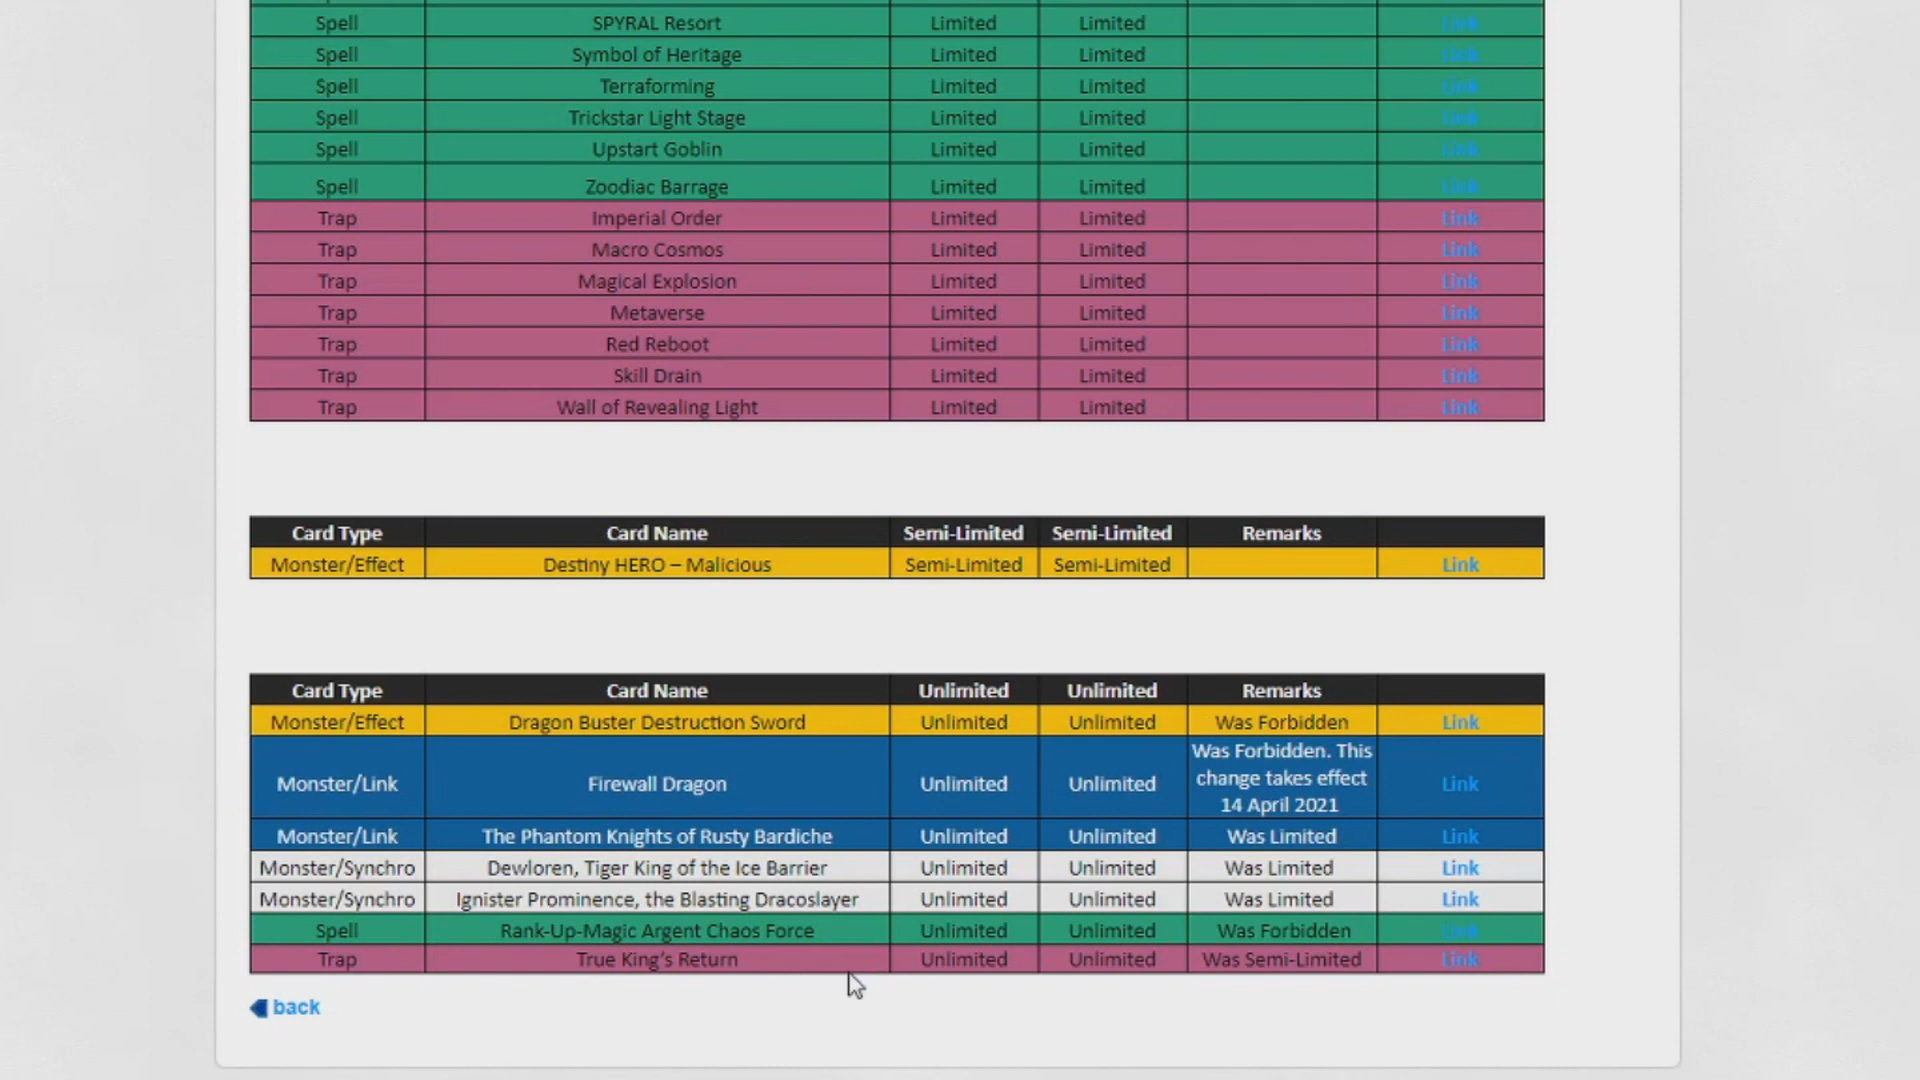 Spell SPYRAL Resort Limited Limited Link
Spell Symbol of Heritage Limited Limited Link
Spell Terraforming Limited Limited Link
Spell Trickstar Light Stage Limited Limited Link
Spell Upstart Goblin Limited Limited Link
Spell Zoodiac Barrage Limited Limited Link
Trap Imperial Order Limited Limited Link
Trap Macro Cosmos Limited Limited Link
Trap Magical Explosion Limited Limited Link
Trap Metaverse Limited Limited Link
Trap Red Reboot Limited Limited Link
Trap Skill Drain Limited Limited Link
Trap Wall of Revealing Light Limited Limited Link
Card Type Card Name Semi-Limited Semi-Limited Remarks
Monster/Effect Destiny HERO – Malicious Semi-Limited Semi-Limited Link
Card Type Card Name Unlimited Unlimited Remarks
Monster/Effect Dragon Buster Destruction Sword Unlimited Unlimited Was Forbidden Link
Was Forbidden. This
Monster/Link Firewall Dragon Unlimited Unlimited change takes effect Link
14 April 2021
Monster/Link The Phantom Knights of Rusty Bardiche Unlimited Unlimited Was Limited Link
Monster/Synchro Dewloren, Tiger King of the Ice Barrier Unlimited Unlimited Was Limited Link
Monster/Synchro Ignister Prominence, the Blasting Dracoslayer Unlimited Unlimited Was Limited Link
Spell Rank-Up-Magic Argent Chaos Force Unlimited Unlimited Was Forbidden Link
Trap True King's Return Unlimited Unlimited Was Semi-Limited Link
back